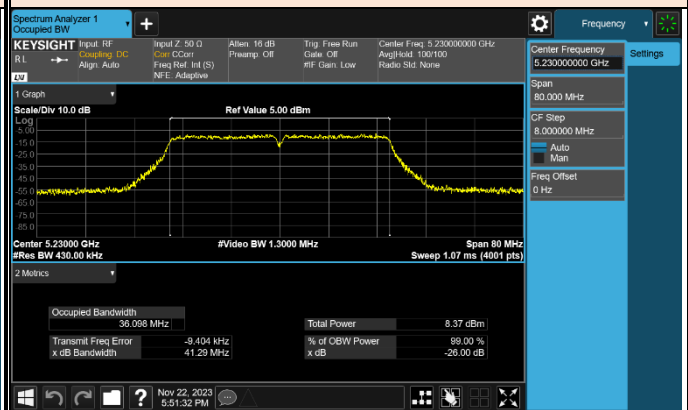 Spectrum Analyzer 1
Occupied BW
Frequency
KEYSIGHT
R L
Input: RF
Coupling: DC
Align: Auto
Input Z: 50 Ω
Corr CCorr
Freq Ref: Int (S)
NFE: Adaptive
Atten: 16 dB
Preamp: Off
Trig: Free Run
Gate: Off
#IF Gain: Low
Center Freq: 5.230000000 GHz
Avg|Hold: 100/100
Radio Std: None
LXI
1 Graph
Scale/Div 10.0 dB
Ref Value 5.00 dBm
Log
-5.00
-15.0
-25.0
-35.0
-45.0
-55.0
-65.0
-75.0
-85.0
Center 5.23000 GHz
#Video BW 1.3000 MHz
Span 80 MHz
#Res BW 430.00 kHz
Sweep 1.07 ms (4001 pts)
2 Metrics
Occupied Bandwidth
36.098 MHz
Total Power 8.37 dBm
Transmit Freq Error -9.404 kHz
% of OBW Power 99.00 %
x dB Bandwidth 41.29 MHz
x dB -26.00 dB
Center Frequency
5.230000000 GHz
Settings
Span
80.000 MHz
CF Step
8.000000 MHz
Auto
Man
Freq Offset
0 Hz
?
Nov 22, 2023
5:51:32 PM